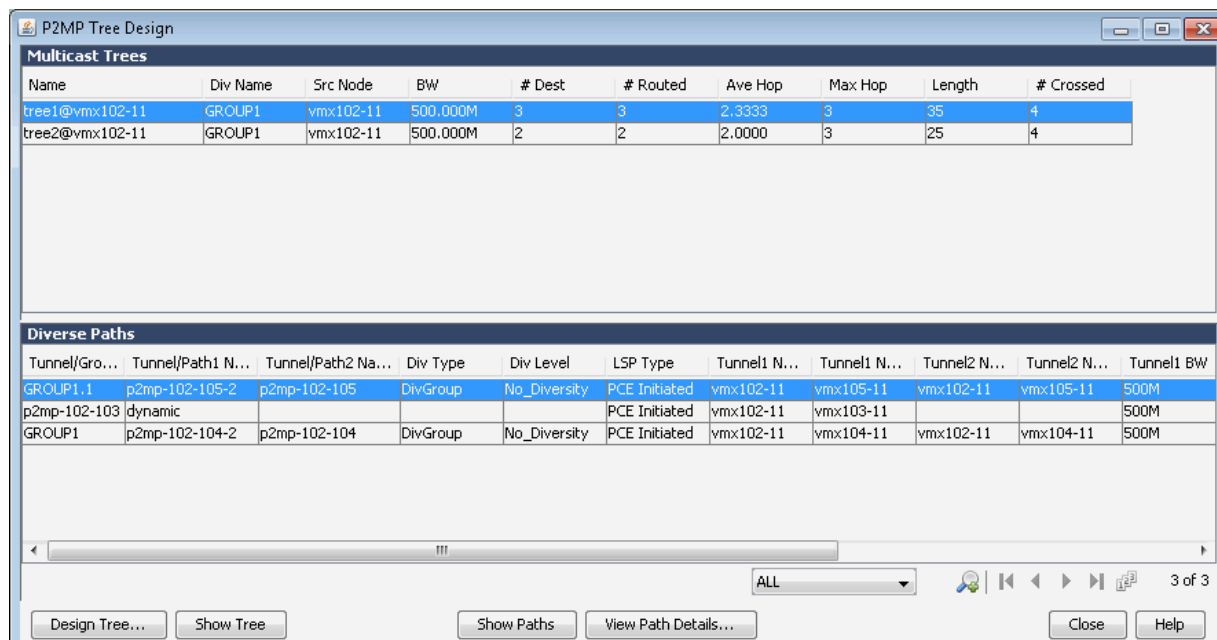 P2MP Tree Design
Multicast Trees
Name Div Name Src Node BW # Dest # Routed Ave Hop Max Hop Length # Crossed
tree1@vmx102-11 GROUP1 vmx102-11 500.000M 3 3 2.3333 3 35 4
tree2@vmx102-11 GROUP1 vmx102-11 500.000M 2 2 2.0000 3 25 4
Diverse Paths
Tunnel/Gro... Tunnel/Path1 N... Tunnel/Path2 Na... Div Type Div Level LSP Type Tunnel1 N... Tunnel1 N... Tunnel2 N... Tunnel2 N... Tunnel1 BW
GROUP1.1 p2mp-102-105-2 p2mp-102-105 DivGroup No_Diversity PCE Initiated vmx102-11 vmx105-11 vmx102-11 vmx105-11 500M
p2mp-102-103 dynamic PCE Initiated vmx102-11 vmx103-11 500M
GROUP1 p2mp-102-104-2 p2mp-102-104 DivGroup No_Diversity PCE Initiated vmx102-11 vmx104-11 vmx102-11 vmx104-11 500M
ALL 3 of 3
Design Tree... Show Tree Show Paths View Path Details... Close Help